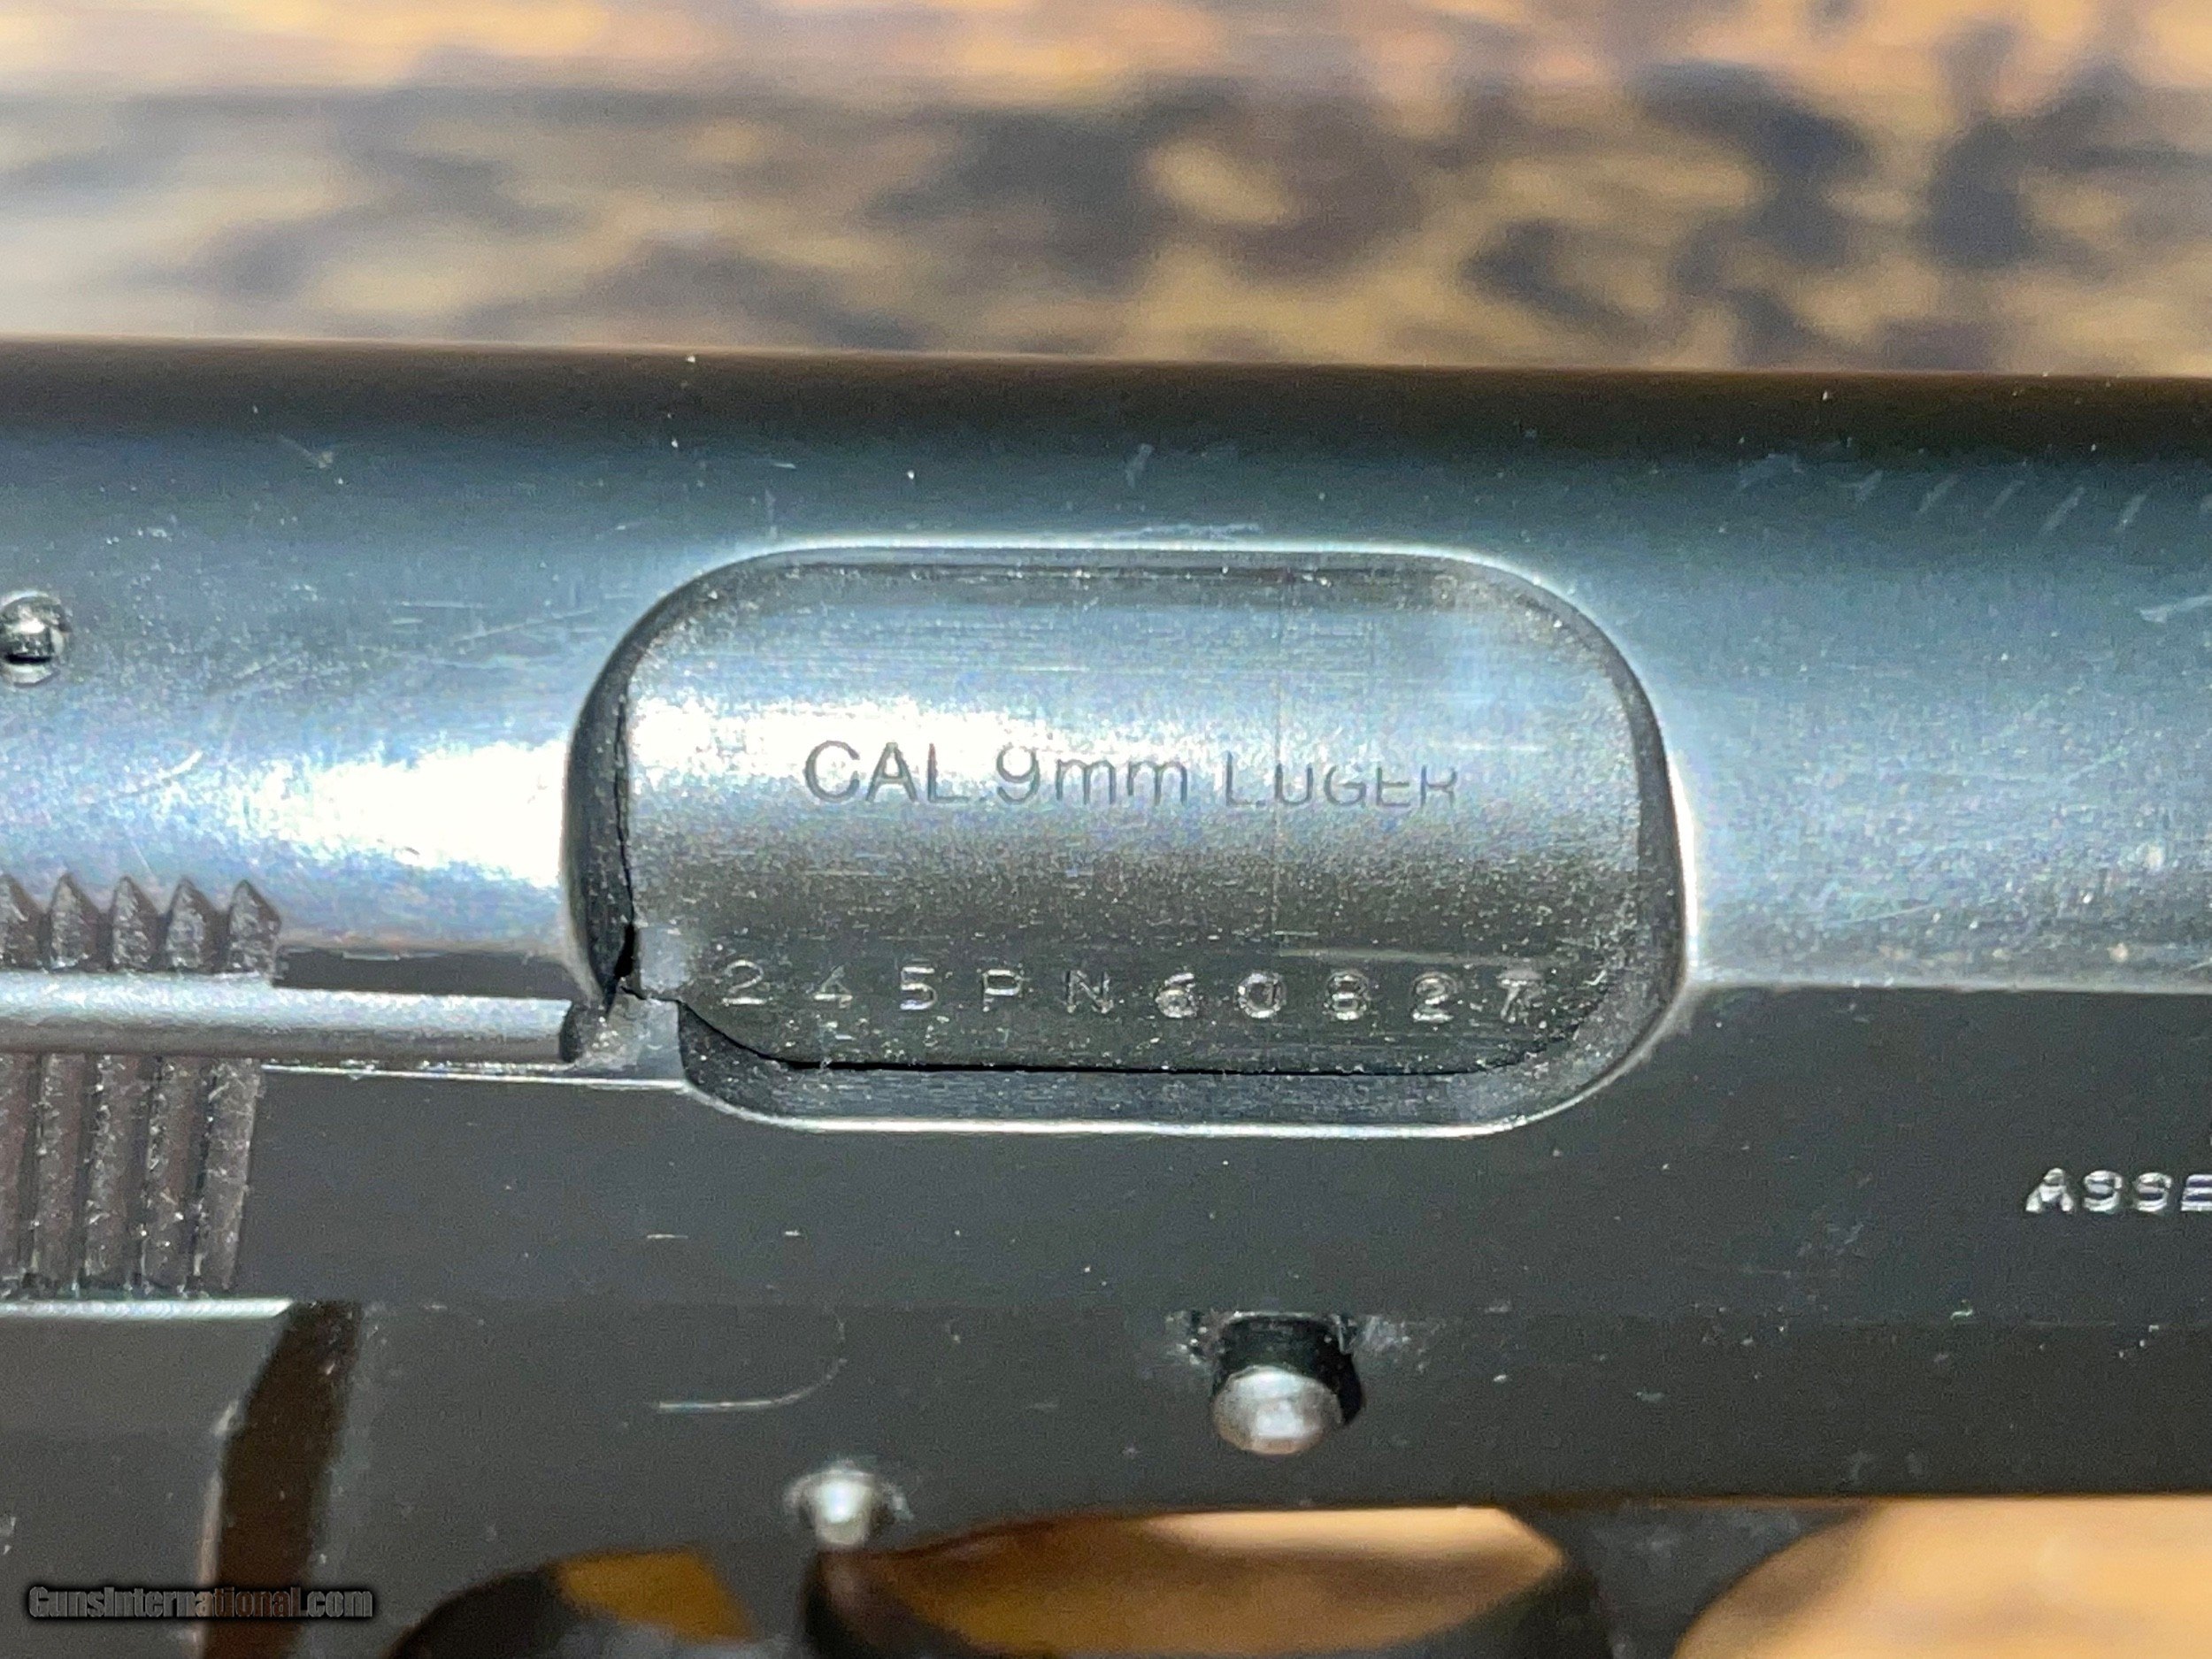 CAL. 9mm LUGER
245PN60827
GunsInternational.com